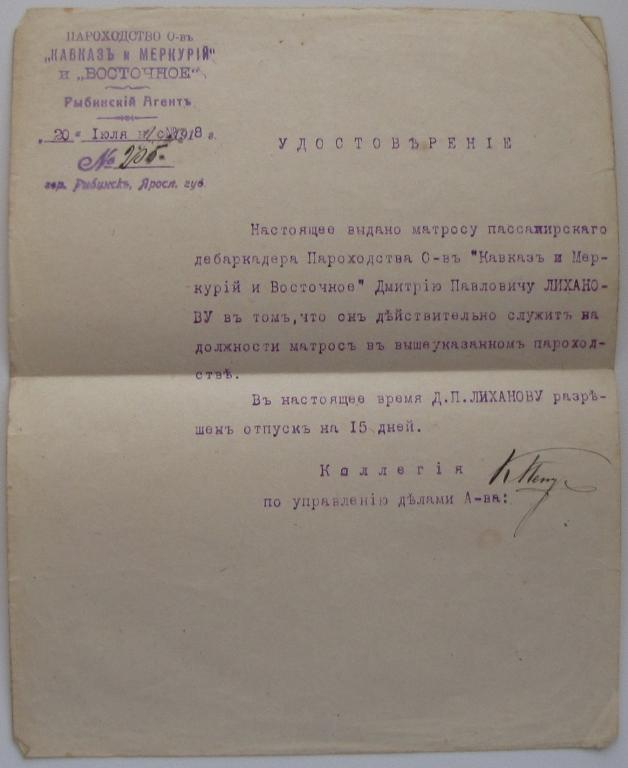 ПАРОХОДСТВО О-въ
„КАВКАЗЪ и МЕРКУРІЙ"
и „ВОСТОЧНОЕ"
Рыбинскій Агентъ
„20" Іюля 1918 г.
№ 205.
гор. Рыбинскъ, Яросл. губ.
УДОСТОВѢРЕНІЕ
Настоящее выдано матросу пассажирскаго
дебаркадера Пароходства О-въ "Кавказъ и Мер-
курій и Восточное" Дмитрію Павловичу ЛИХАНО-
ВУ въ томъ,что онъ дѣйствительно служитъ на
должности матросъ въ вышеуказанномъ пароход-
ствѣ.
Въ настоящее время Д.П.ЛИХАНОВУ разрѣ-
шенъ отпускъ на 15 дней.
Коллегія
по управленію дѣлами А-ва: